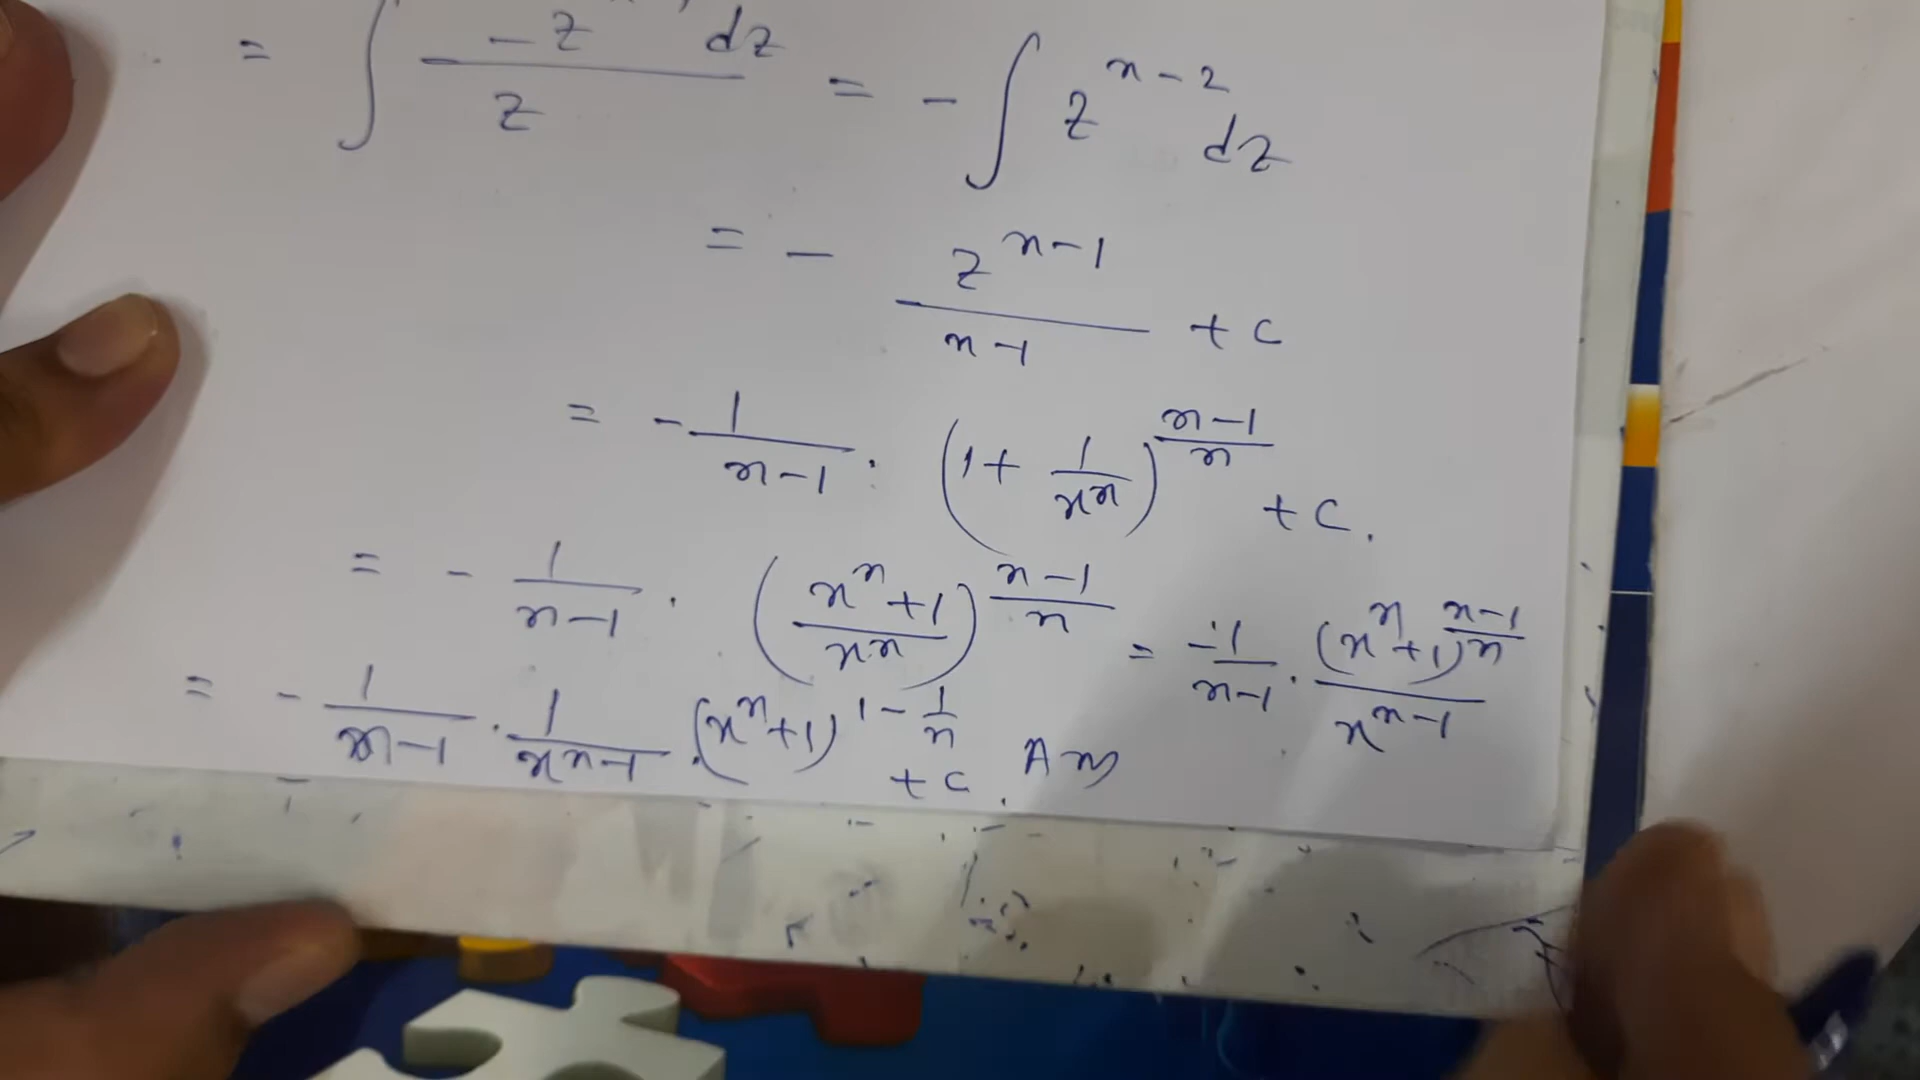 = ∫ -z dz / z = - ∫ z^(n-2) dz
= - z^(n-1) / (n-1) + c
= - 1/(n-1) . (1 + 1/x^n)^((n-1)/n) + c.
= - 1/(n-1) . ((x^n+1)/x^n)^((n-1)/n) = -1/(n-1) . (x^n+1)^((n-1)/n) / x^(n-1)
= - 1/(n-1) . 1/x^(n-1) . (x^n+1)^(1 - 1/n) + c. Ans